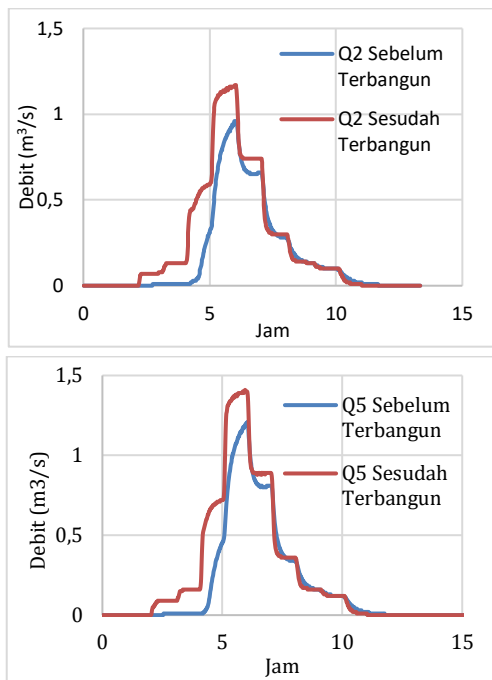 1,5
1
0,5
0
Debit (m³/s)
Q2 Sebelum
Terbangun
Q2 Sesudah
Terbangun
0
5
10
15
Jam
1,5
1
0,5
0
Debit (m3/s)
Q5 Sebelum
Terbangun
Q5 Sesudah
Terbangun
0
5
10
15
Jam